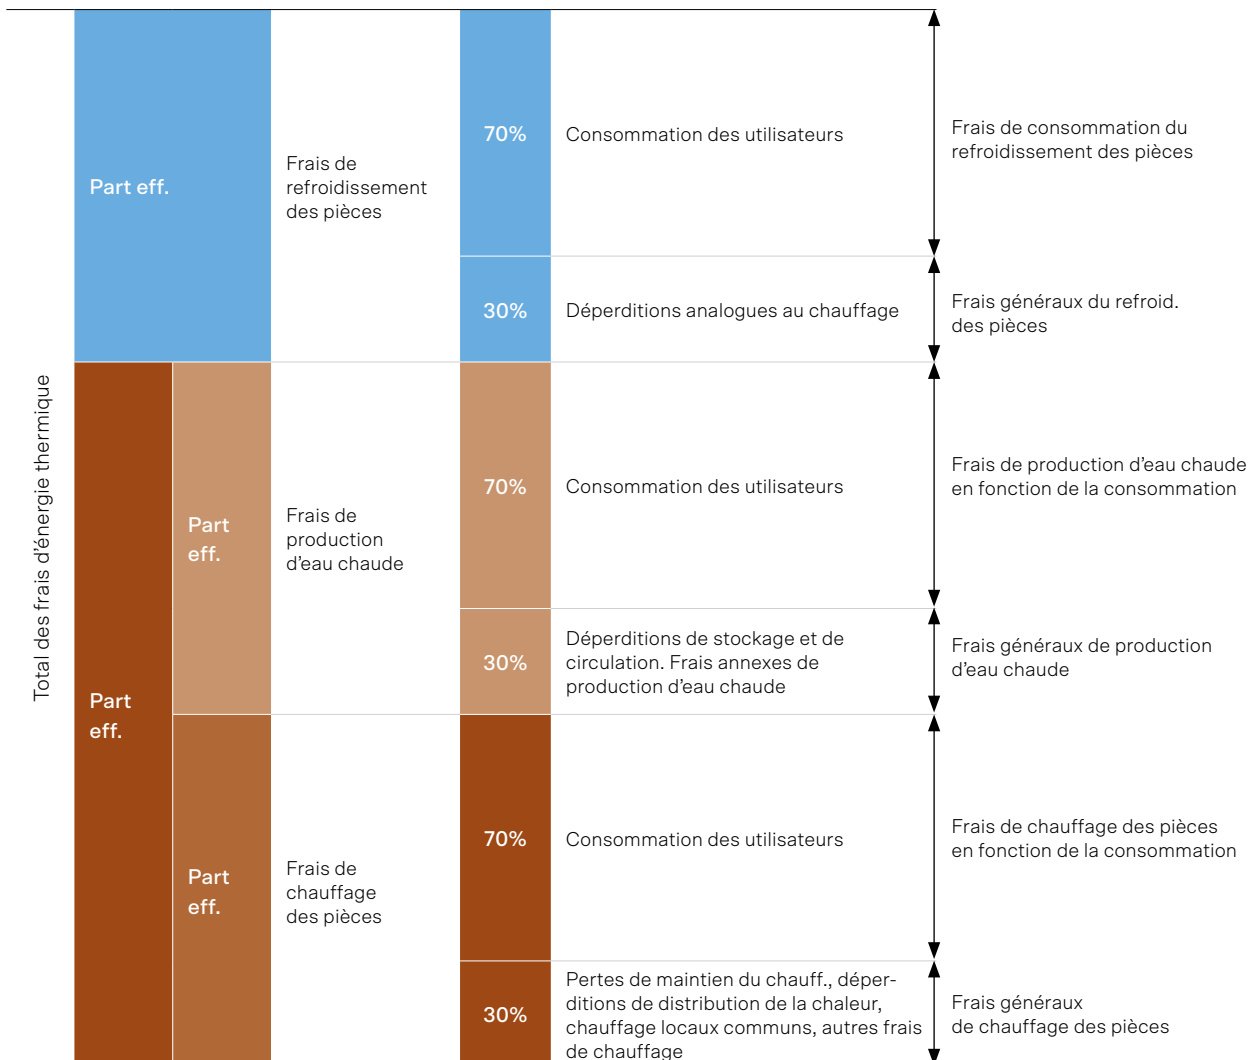 Total des frais d’énergie thermique
Part eff.
Frais de
refroidissement
des pièces
70%
Consommation des utilisateurs
Frais de consommation du
refroidissement des pièces
30%
Déperditions analogues au chauffage
Frais généraux du refroid.
des pièces
Part
eff.
Part
eff.
Frais de
production
d’eau chaude
70%
Consommation des utilisateurs
Frais de production d’eau chaude
en fonction de la consommation
30%
Déperditions de stockage et de
circulation. Frais annexes de
production d’eau chaude
Frais généraux de production
d’eau chaude
Part
eff.
Frais de
chauffage
des pièces
70%
Consommation des utilisateurs
Frais de chauffage des pièces
en fonction de la consommation
30%
Pertes de maintien du chauff., déper-
ditions de distribution de la chaleur,
chauffage locaux communs, autres frais
de chauffage
Frais généraux
de chauffage des pièces